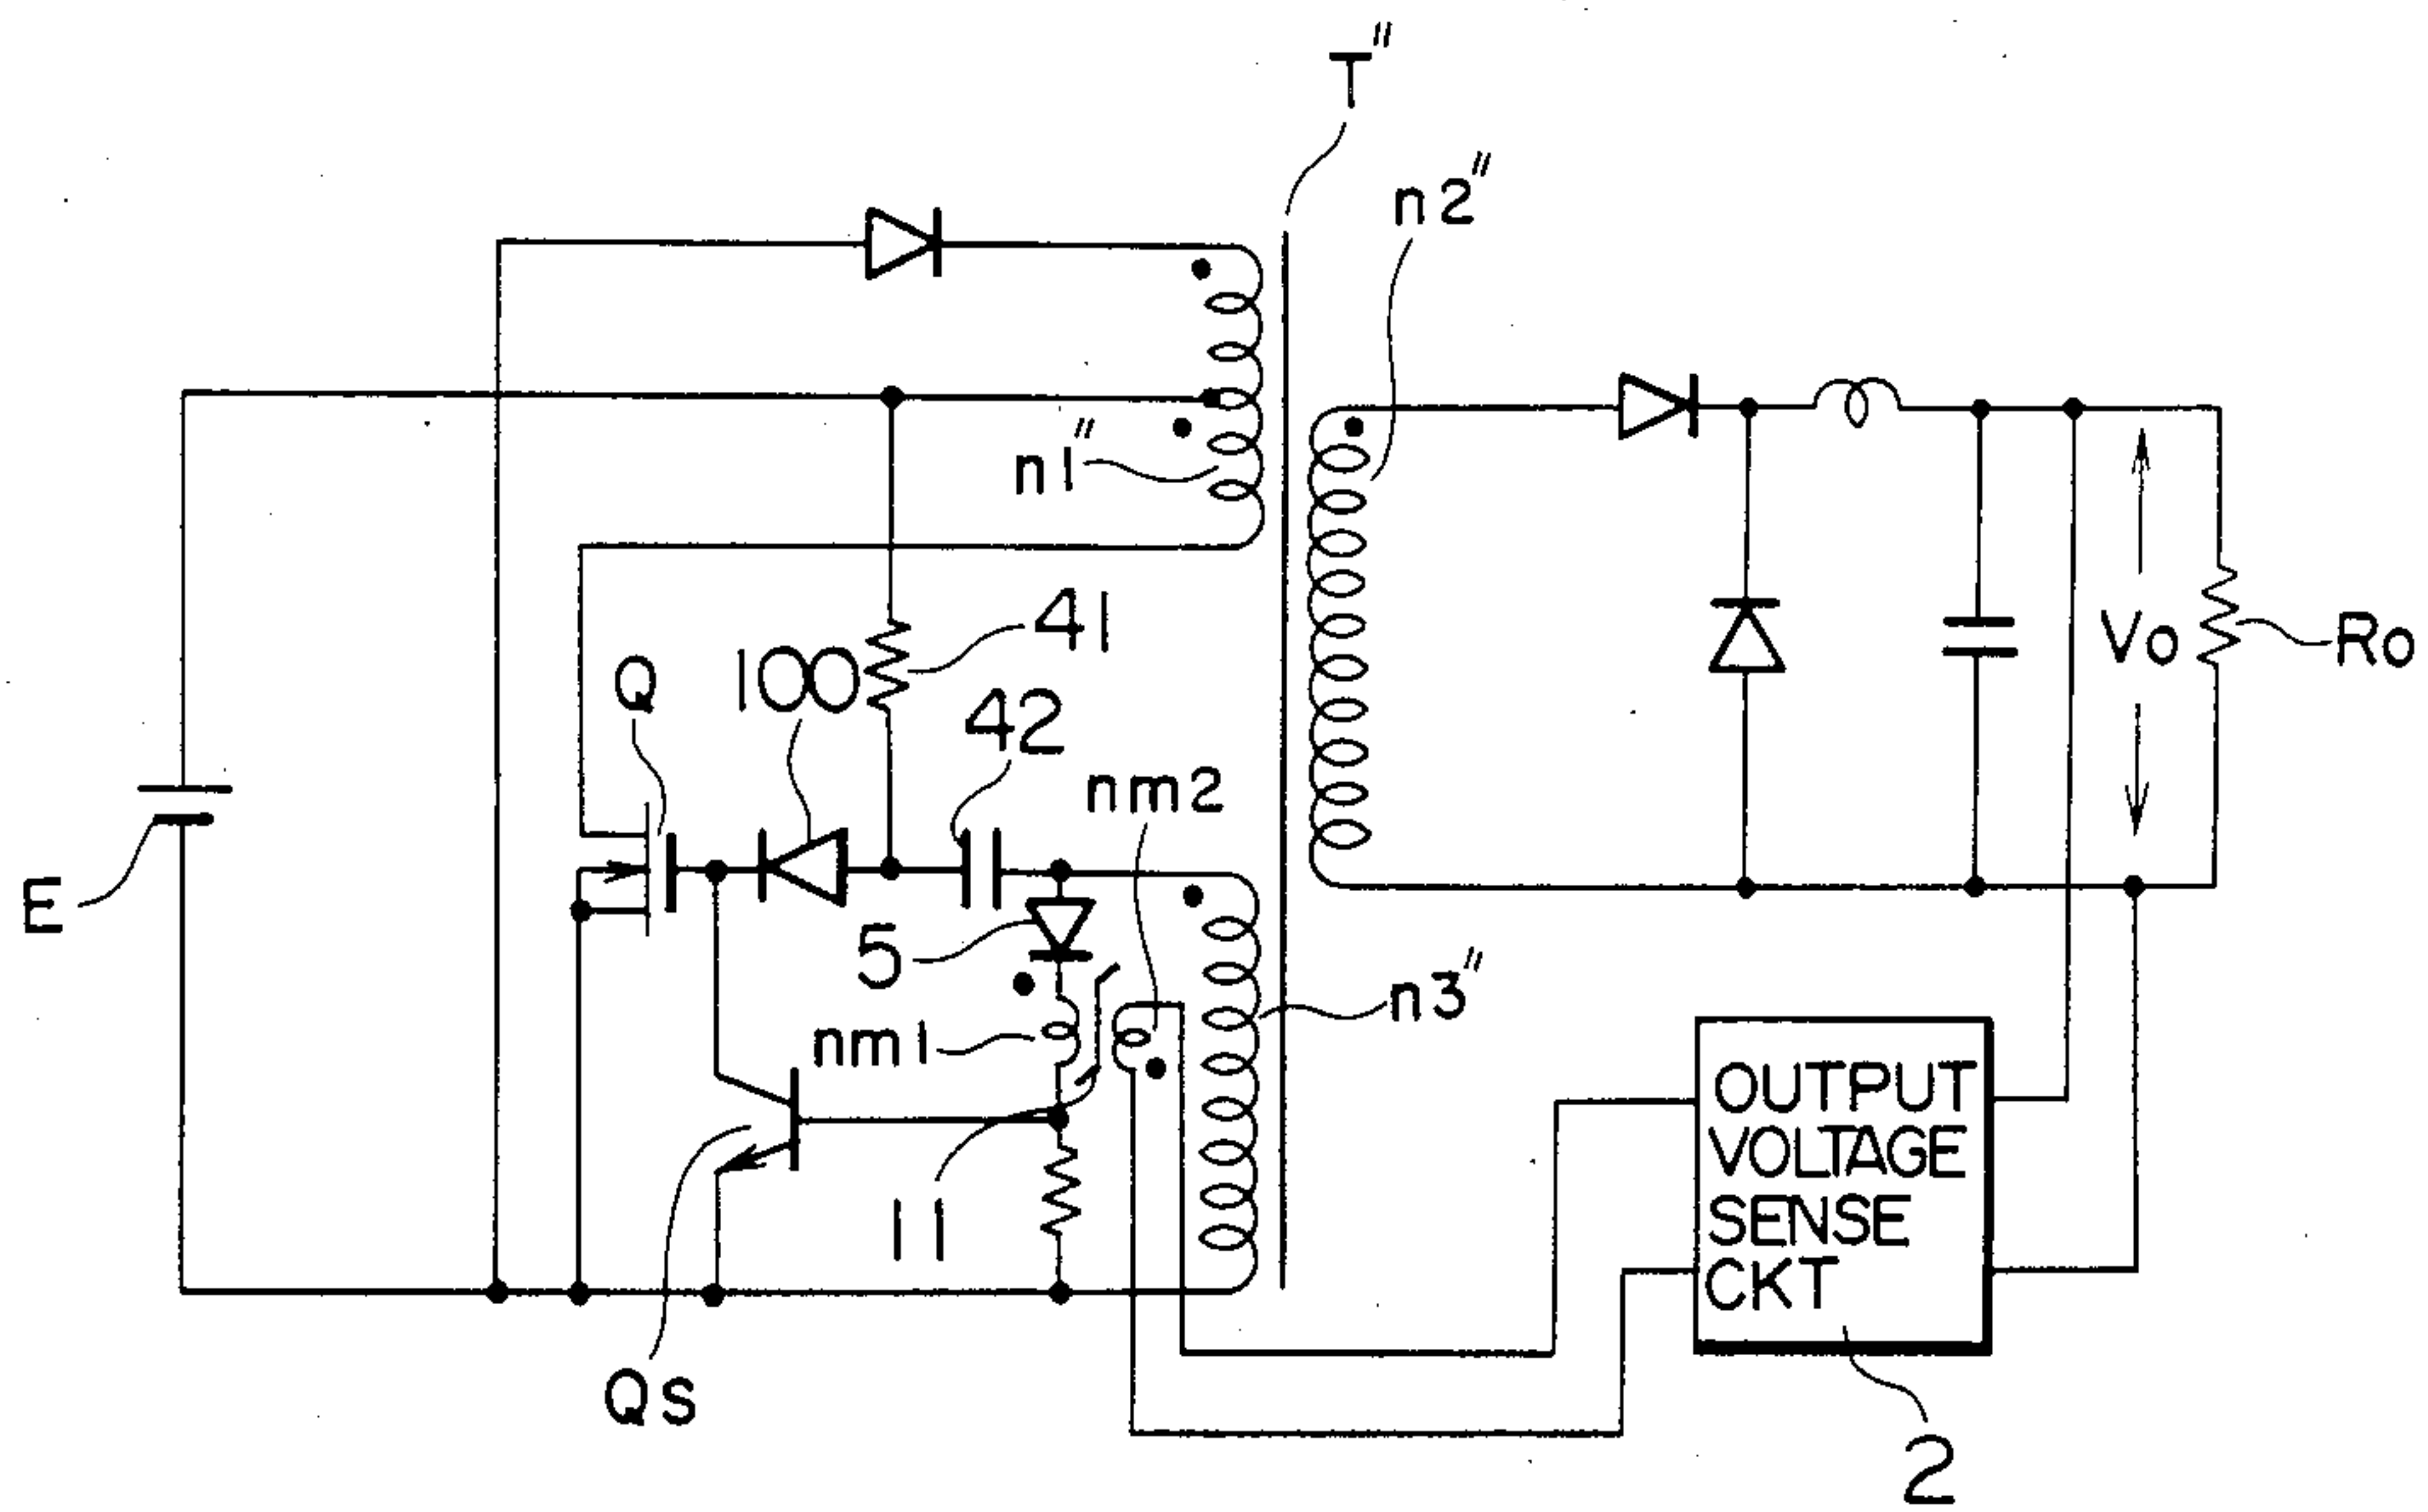 T"
n2"
n1"
41
100
Q
42
nm2
Vo
Ro
E
5
n3"
nm1
OUTPUT
VOLTAGE
SENSE
CKT
11
QS
2